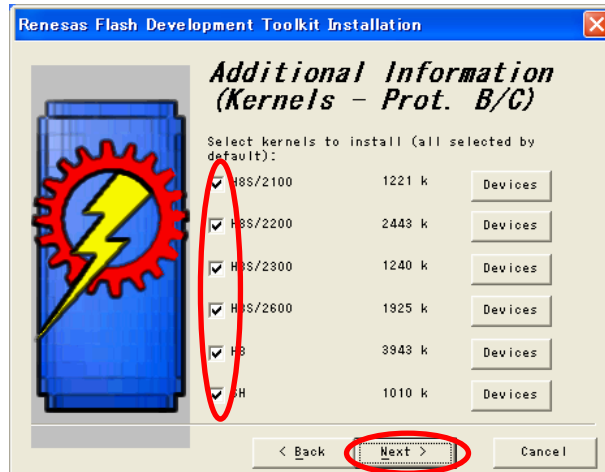 Renesas Flash Development Toolkit Installation
Additional Information
(Kernels - Prot. B/C)
Select kernels to install (all selected by
default):
H8S/2100 1221 k Devices
H8S/2200 2443 k Devices
H8S/2300 1240 k Devices
H8S/2600 1925 k Devices
H8 3943 k Devices
SH 1010 k Devices
< Back Next > Cancel